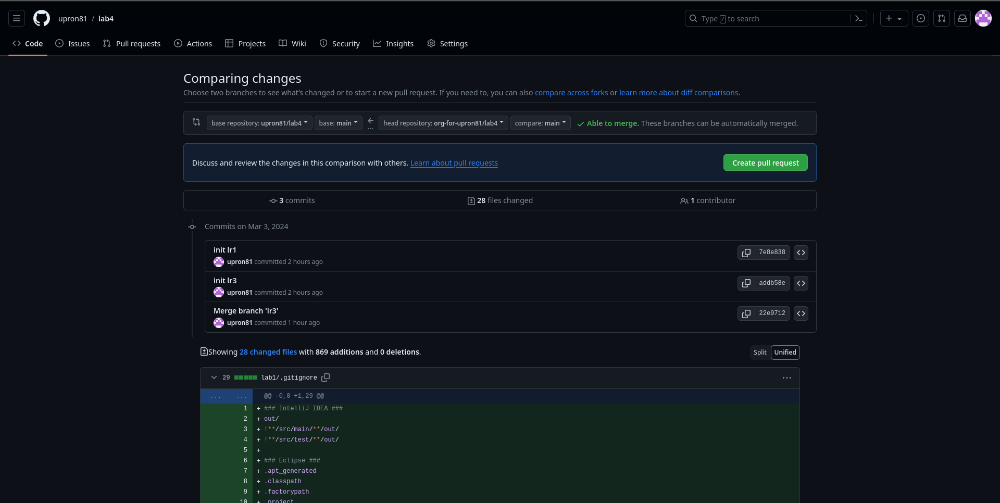 upron81 / lab4
Type / to search
Code Issues Pull requests Actions Projects Wiki Security Insights Settings
Comparing changes
Choose two branches to see what's changed or to start a new pull request. If you need to, you can also compare across forks or learn more about diff comparisons.
base repository: upron81/lab4 base: main ... head repository: org-for-upron81/lab4 compare: main Able to merge. These branches can be automatically merged.
Discuss and review the changes in this comparison with others. Learn about pull requests Create pull request
3 commits 28 files changed 1 contributor
Commits on Mar 3, 2024
init lr1
upron81 committed 2 hours ago
7e8e838
init lr3
upron81 committed 2 hours ago
addb58e
Merge branch 'lr3'
upron81 committed 1 hour ago
22e9712
Showing 28 changed files with 869 additions and 0 deletions.
Split Unified
29 lab1/.gitignore
... ... @@ -0,0 +1,29 @@
1 + ### IntelliJ IDEA ###
2 + out/
3 + !**/src/main/**/out/
4 + !**/src/test/**/out/
5 +
6 + ### Eclipse ###
7 + .apt_generated
8 + .classpath
9 + .factorypath
10 + .project